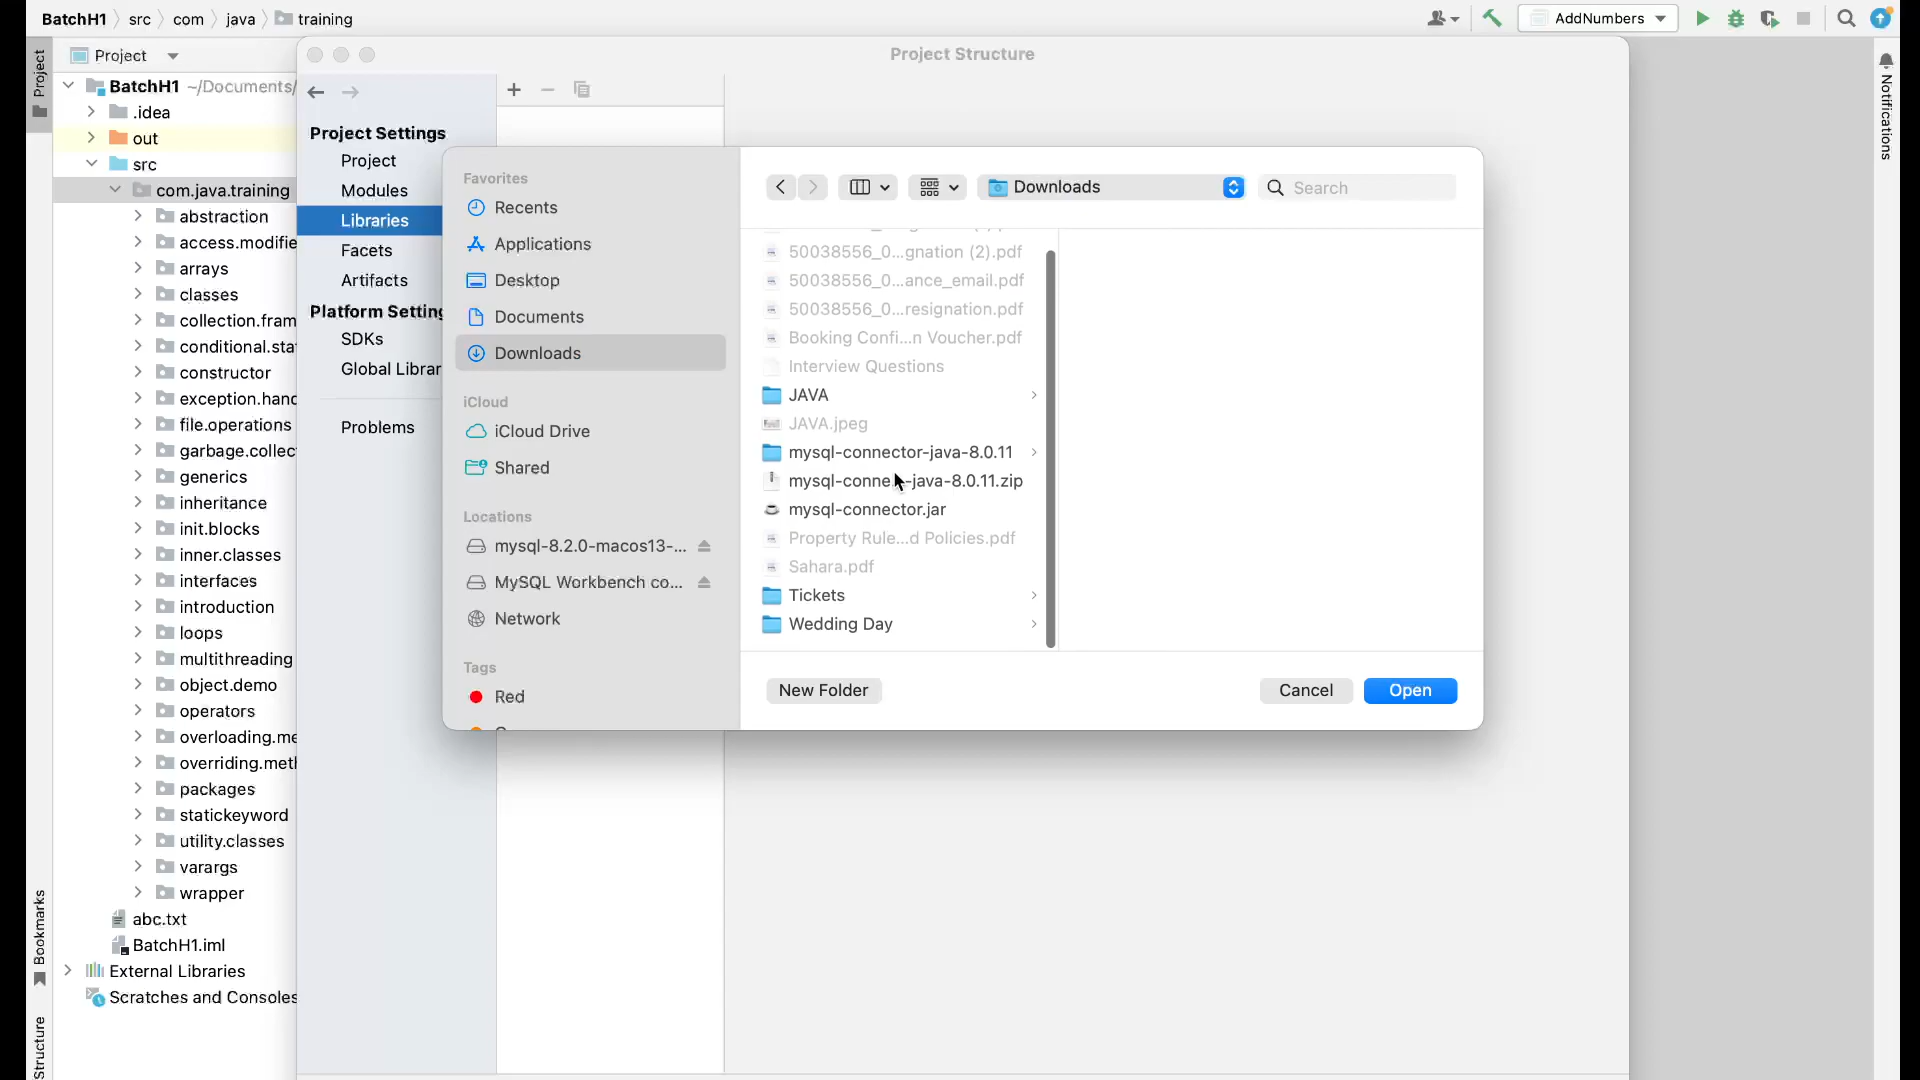 BatchH1 src com java training
AddNumbers
Project
Project
BatchH1 ~/Documents/
.idea
out
src
com.java.training
abstraction
access.modifie
arrays
classes
collection.fram
conditional.sta
constructor
exception.hand
file.operations
garbage.collec
generics
inheritance
init.blocks
inner.classes
interfaces
introduction
loops
multithreading
object.demo
operators
overloading.me
overriding.meth
packages
statickeyword
utility.classes
varargs
wrapper
abc.txt
BatchH1.iml
External Libraries
Scratches and Consoles
Bookmarks
Structure
Project Structure
Project Settings
Project
Modules
Libraries
Facets
Artifacts
Platform Setting
SDKs
Global Librar
Problems
Favorites
Recents
Applications
Desktop
Documents
Downloads
iCloud
iCloud Drive
Shared
Locations
mysql-8.2.0-macos13-...
MySQL Workbench co...
Network
Tags
Red
Downloads
Search
50038556_0...gnation (2).pdf
50038556_0...ance_email.pdf
50038556_0...resignation.pdf
Booking Confi...n Voucher.pdf
Interview Questions
JAVA
JAVA.jpeg
mysql-connector-java-8.0.11
mysql-conne -java-8.0.11.zip
mysql-connector.jar
Property Rule...d Policies.pdf
Sahara.pdf
Tickets
Wedding Day
New Folder
Cancel
Open
Notifications